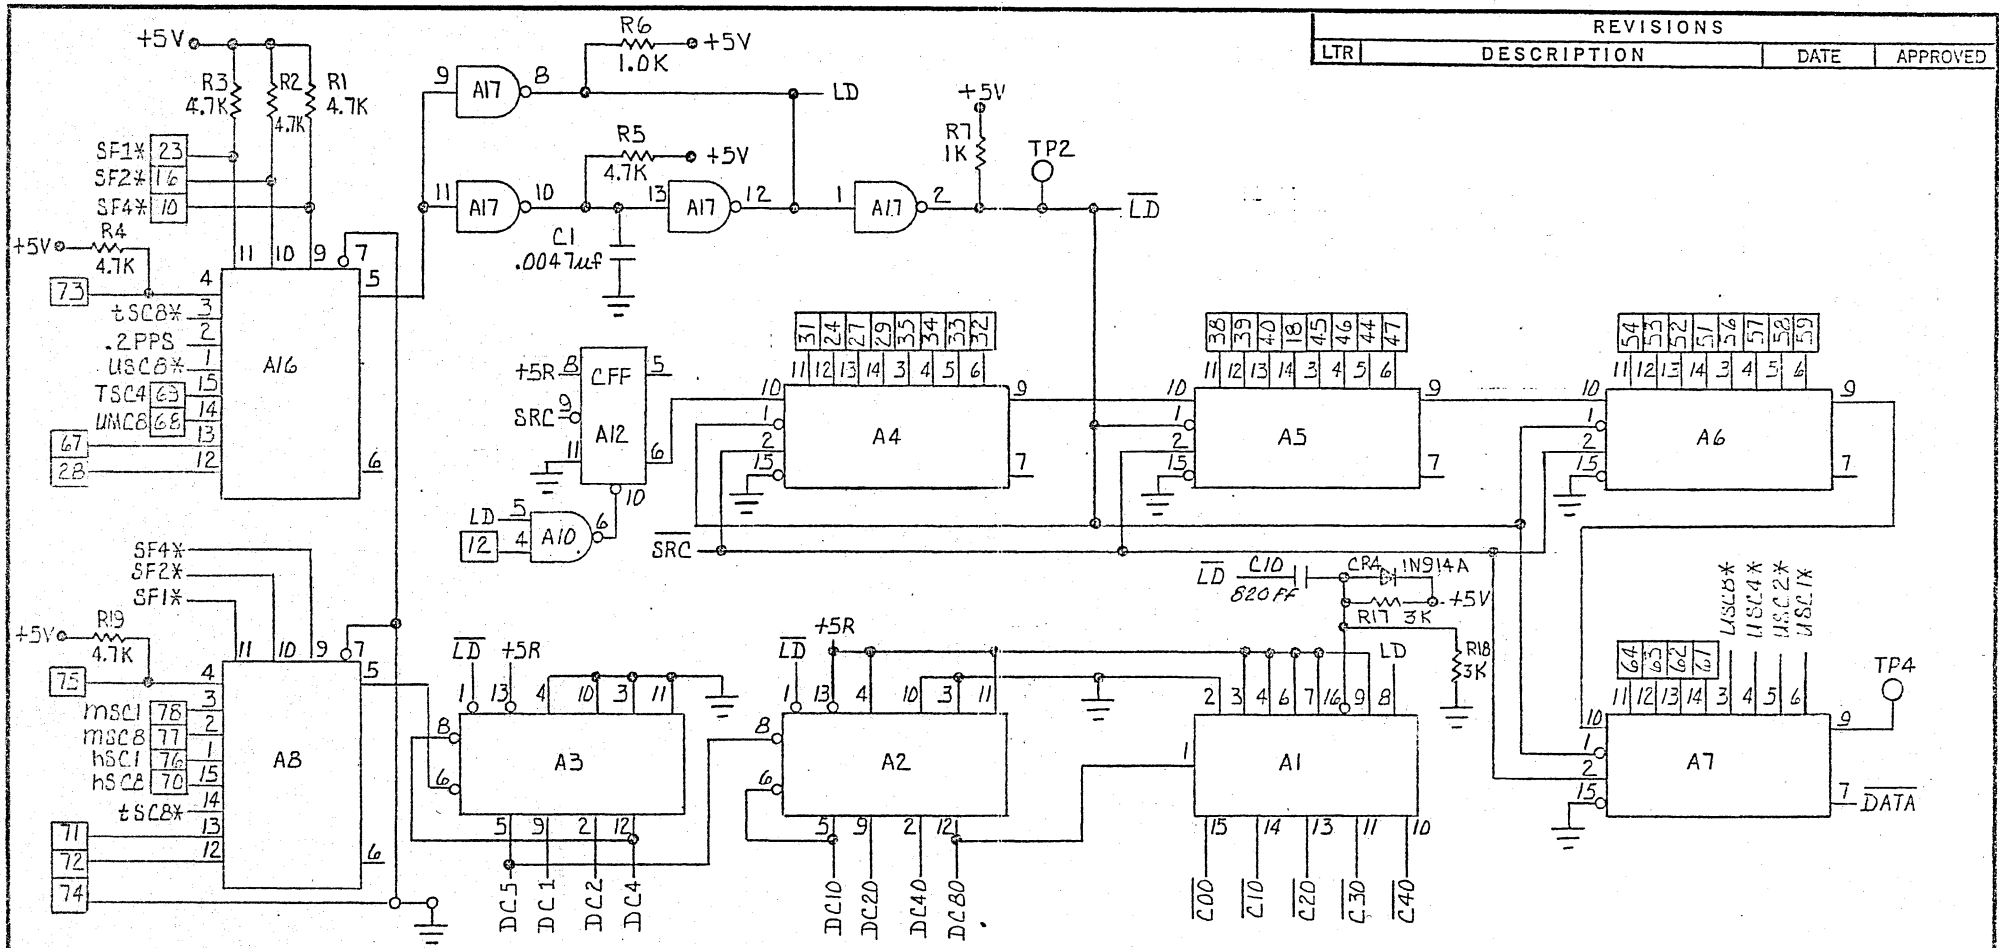 REVISIONS
LTR DESCRIPTION DATE APPROVED
+5V
R3 4.7K
R2 4.7K
R1 4.7K
SF1* 23
SF2* 16
SF4* 10
+5V R4 4.7K
11 10 9 7
73 4 5
tSC8* 3
.2PPS 2
USC8* 1
TSC4 63 15
UMC8 68 14
67 13
28 12
A16
6
9 A17 8
R6 1.0K +5V
LD
11 A17 10
R5 4.7K +5V
C1 .0047uf
13 A17 12
1 A17 2
+5V R7 1K
TP2
LD
+5R 8 CFF 5
SRC 9
11 A12 6
10
LD 5 A10 6
12 4
31 24 27 29 35 34 33 32
11 12 13 14 3 4 5 6
10 9
1
2 A4
15 7
38 39 40 18 45 46 44 47
11 12 13 14 3 4 5 6
10 9
1
2 A5
15 7
54 53 52 51 56 57 58 59
11 12 13 14 3 4 5 6
10 9
1
2 A6
15 7
SRC
SF4*
SF2*
SF1*
+5V R19 4.7K
11 10 9 7
75 4 5
mSC1 78 3
mSC8 77 2
hSC1 76 1
hSC8 70 15
tSC8* 14
71 13
72 12
74
A8
6
LD +5R
1 13 4 10 3 11
8
6
A3
5 9 2 12
DC5 DC1 DC2 DC4
LD +5R
1 13 4 10 3 11
8
6
A2
5 9 2 12
DC10 DC20 DC40 DC80
LD C10 820FF
CR4 1N914A
R17 3K +5V
R18 3K
LD
2 3 4 6 7 16 9 8
1
A1
15 14 13 11 10
C00 C10 C20 C30 C40
64 63 62 61 USC8* USC4* USC2* USC1*
11 12 13 14 3 4 5 6
TP4
10 9
1
2 A7
15 7 DATA